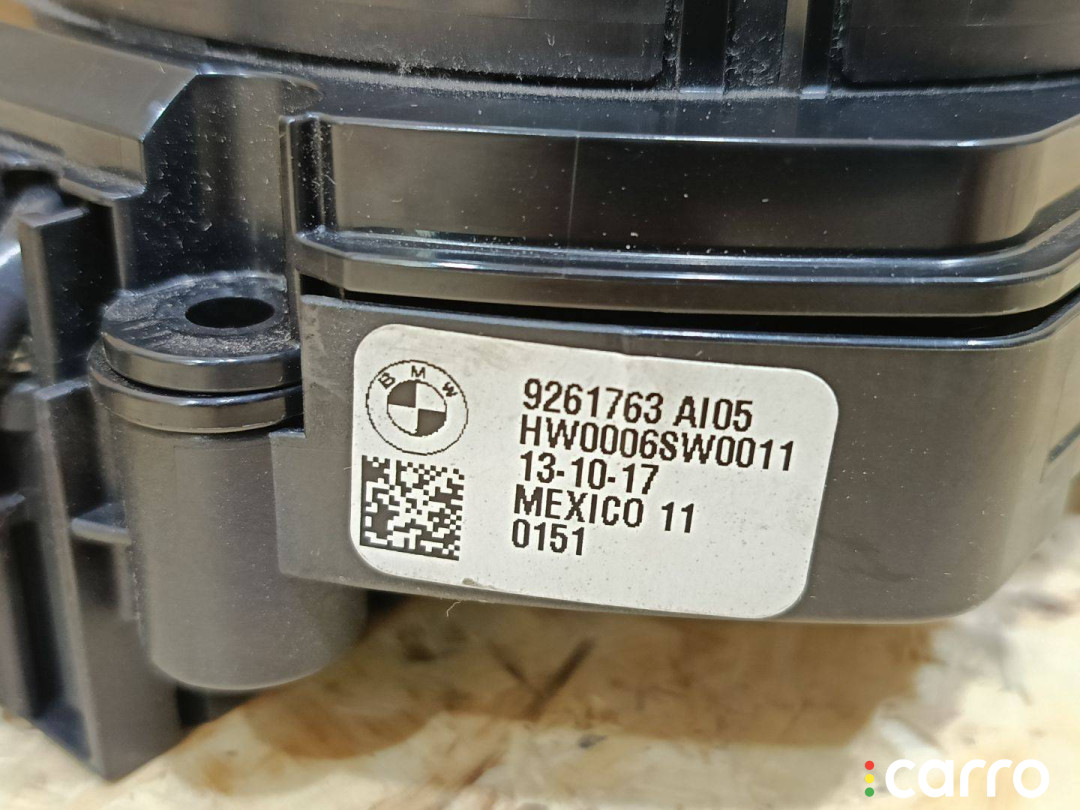 BMW
9261763 AI05
HW0006SW0011
13-10-17
MEXICO 11
0151
carro